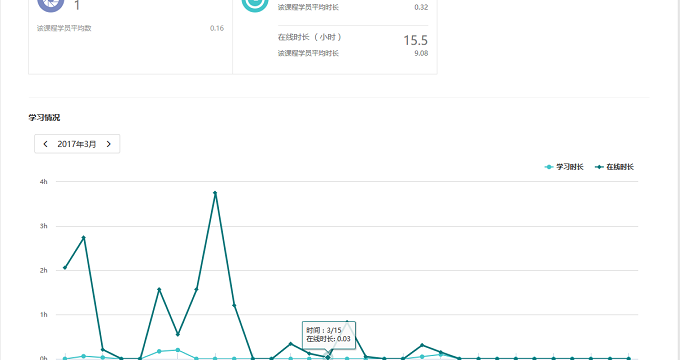 1
该课程学员平均数 0.16
该课程学员平均时长 0.32
在线时长（小时） 15.5
该课程学员平均时长 9.08
学习情况
2017年3月
学习时长 在线时长
4h
3h
2h
1h
0h
时间：3/15
在线时长: 0.03